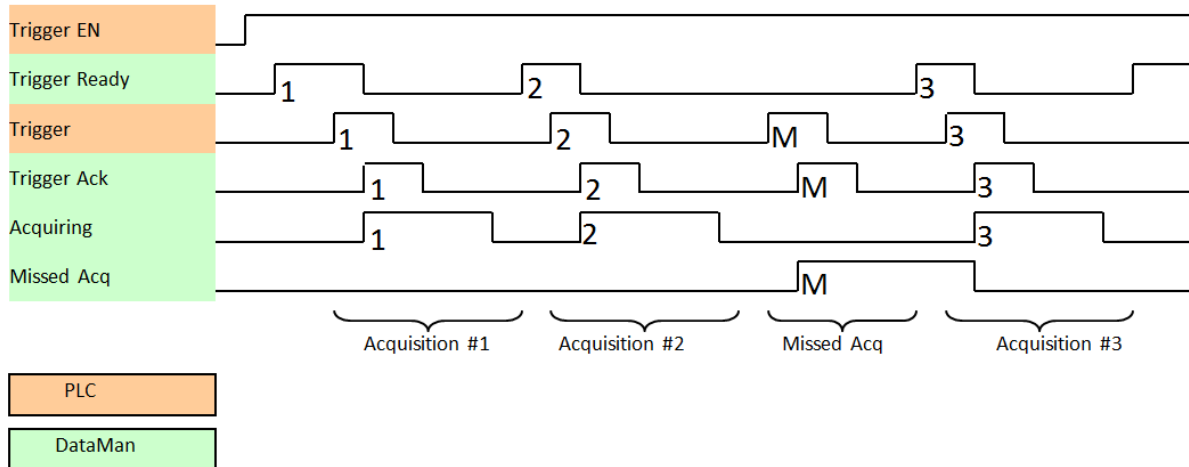 Trigger EN
Trigger Ready 1 2 3
Trigger 1 2 M 3
Trigger Ack 1 2 M 3
Acquiring 1 2 3
Missed Acq M
Acquisition #1 Acquisition #2 Missed Acq Acquisition #3
PLC
DataMan